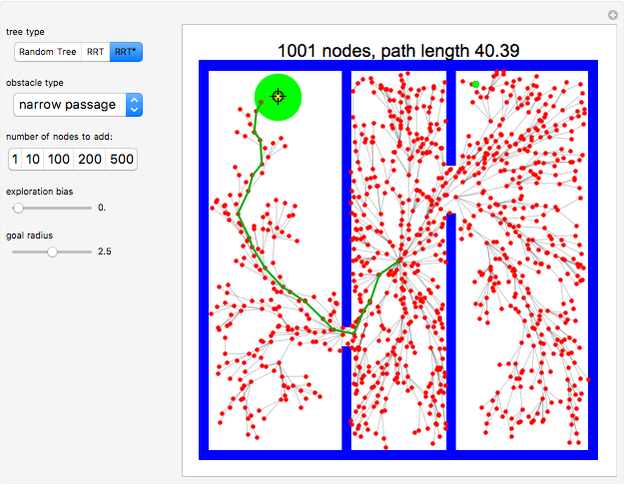 tree type
Random Tree RRT RRT*
obstacle type
narrow passage
number of nodes to add:
1 10 100 200 500
exploration bias
0.
goal radius
2.5
1001 nodes, path length 40.39